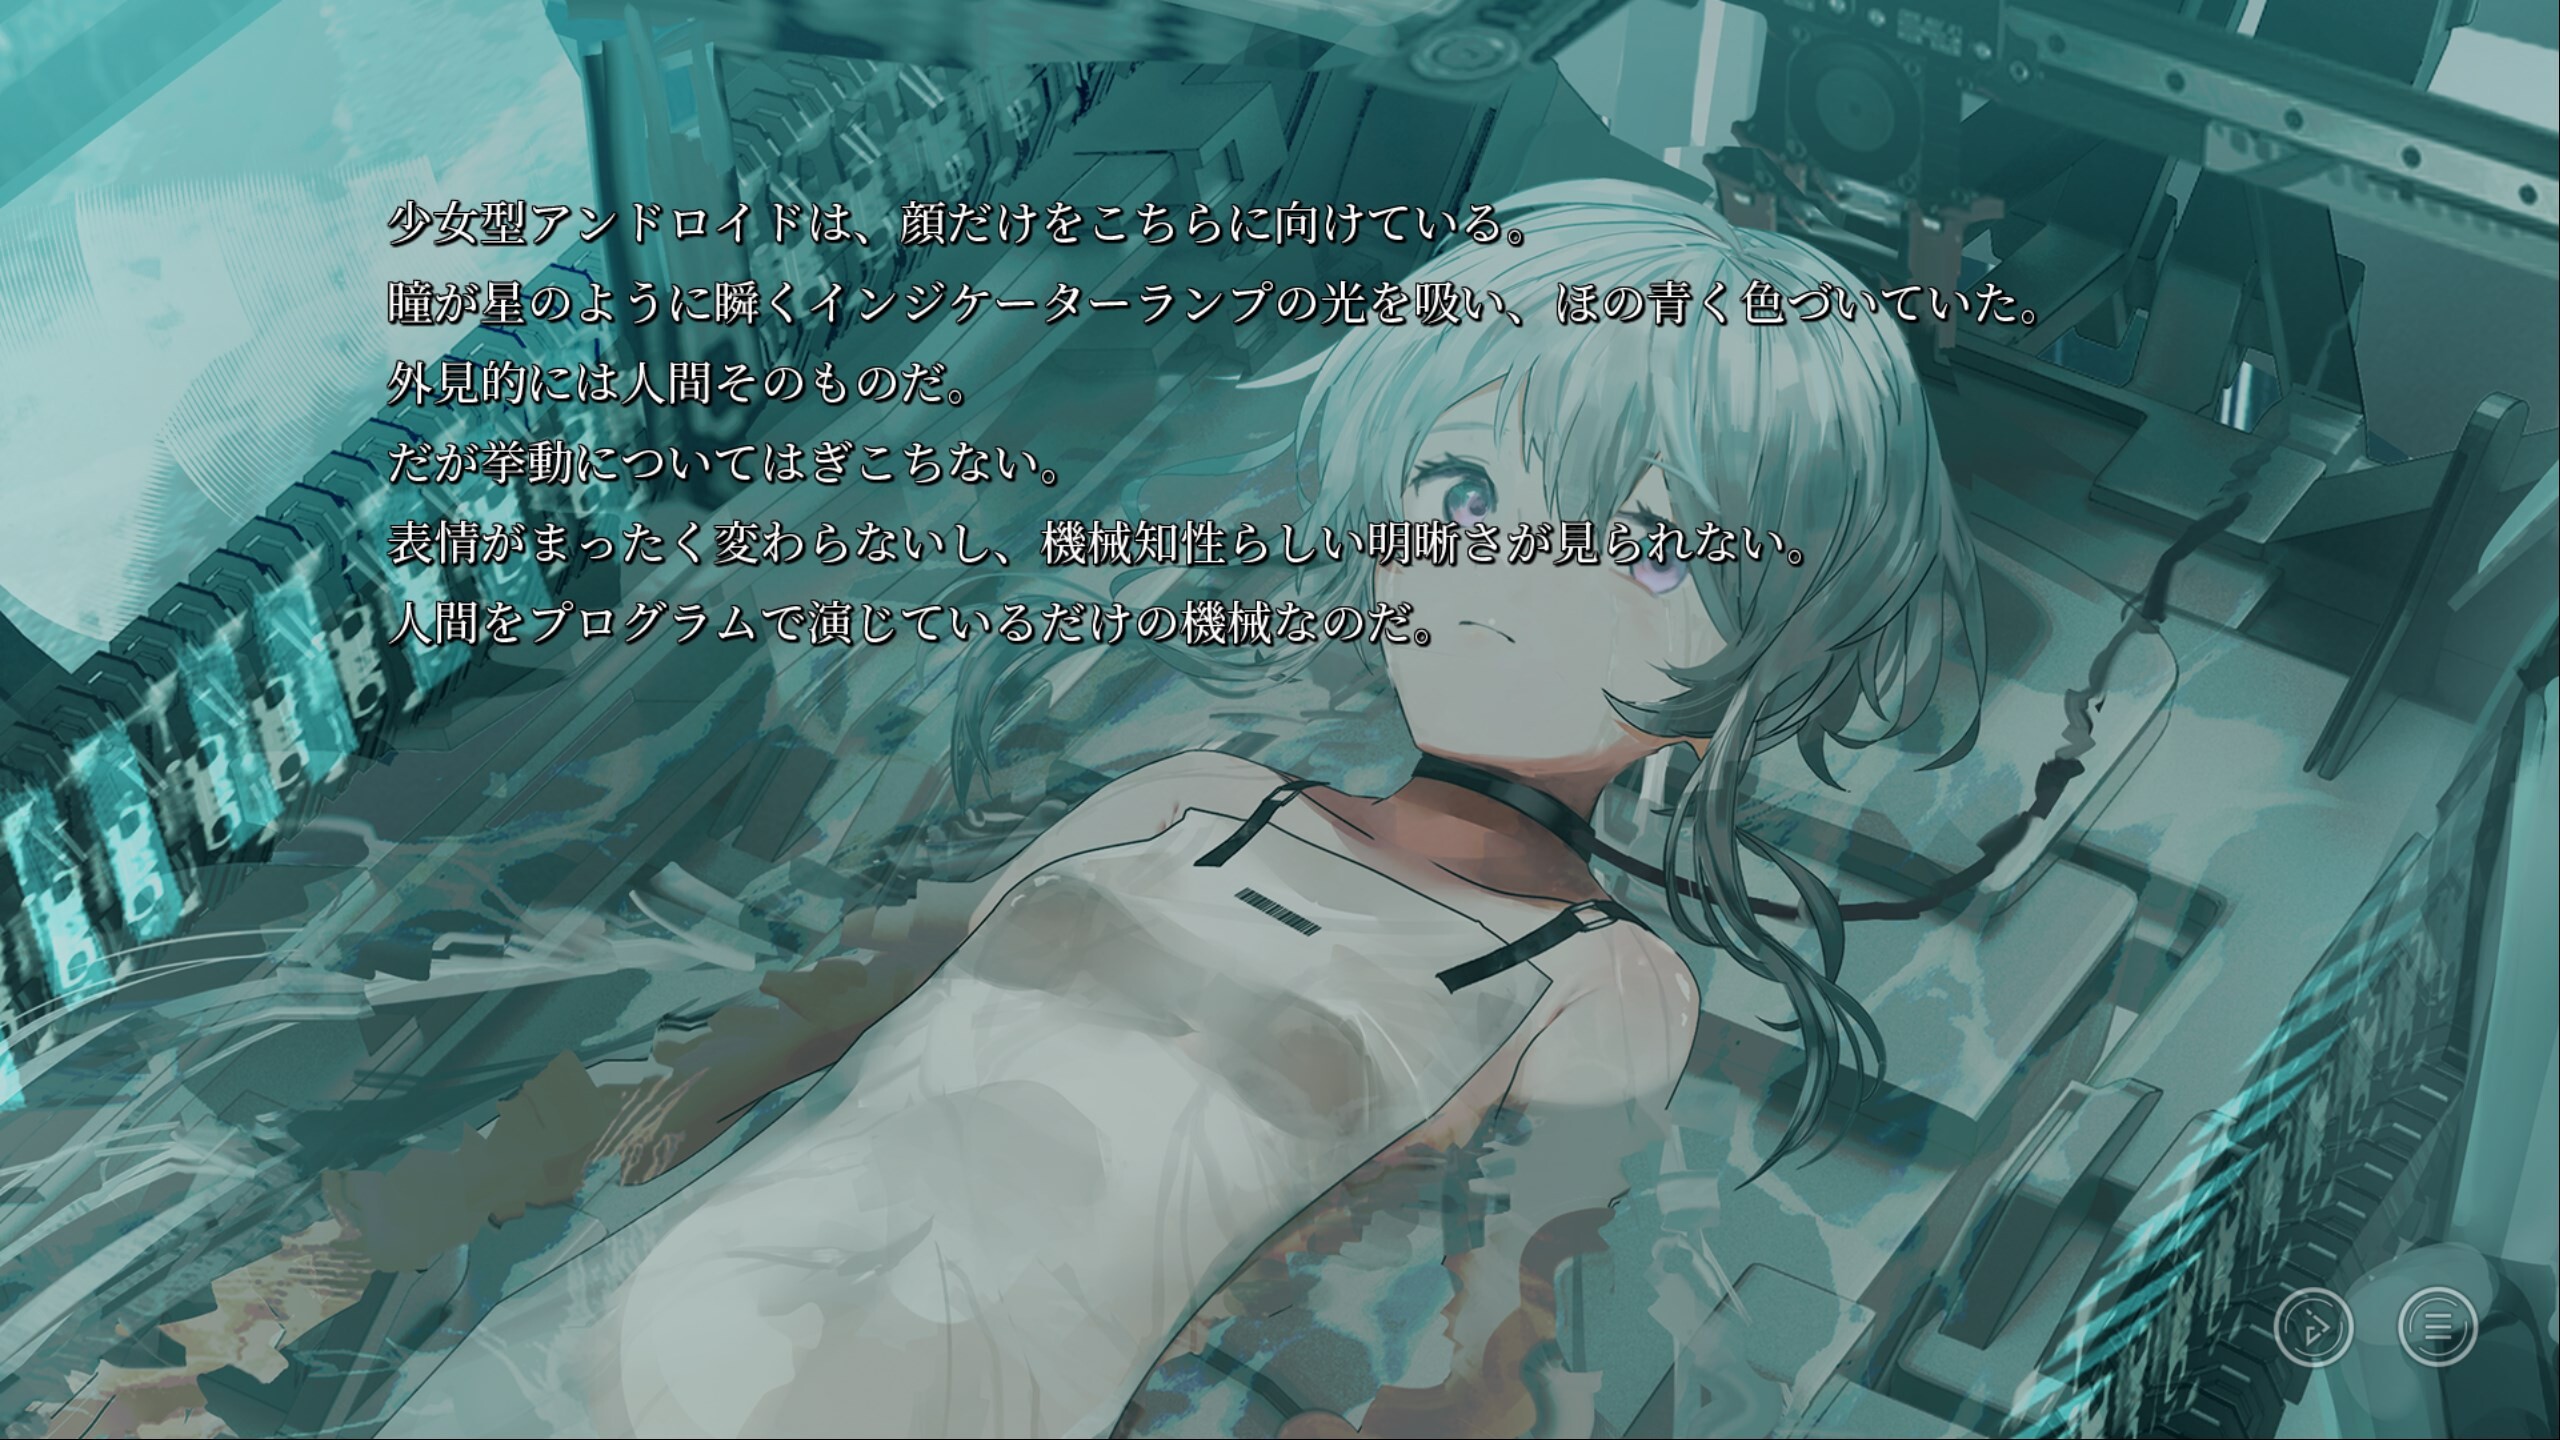 少女型アンドロイドは、顔だけをこちらに向けている。
瞳が星のように瞬くインジケーターランプの光を吸い、ほの青く色づいていた。
外見的には人間そのものだ。
だが挙動についてはぎこちない。
表情がまったく変わらないし、機械知性らしい明晰さが見られない。
人間をプログラムで演じているだけの機械なのだ。